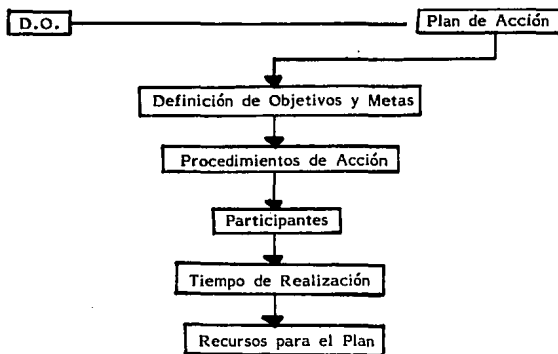 D.O.
Plan de Acción
Definición de Objetivos y Metas
Procedimientos de Acción
Participantes
Tiempo de Realización
Recursos para el Plan